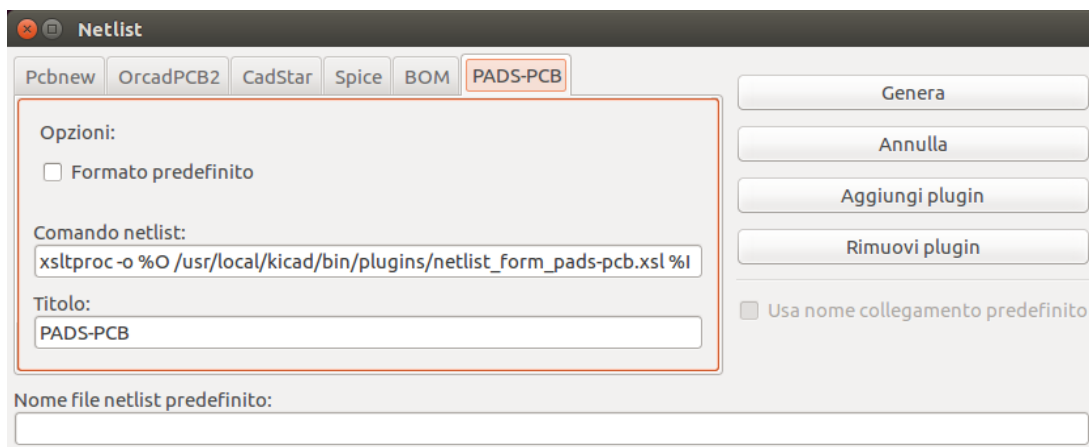 Netlist
Pcbnew OrcadPCB2 CadStar Spice BOM PADS-PCB
Opzioni:
Formato predefinito
Comando netlist:
xsltproc -o %O /usr/local/kicad/bin/plugins/netlist_form_pads-pcb.xsl %I
Titolo:
PADS-PCB
Genera
Annulla
Aggiungi plugin
Rimuovi plugin
Usa nome collegamento predefinito
Nome file netlist predefinito: